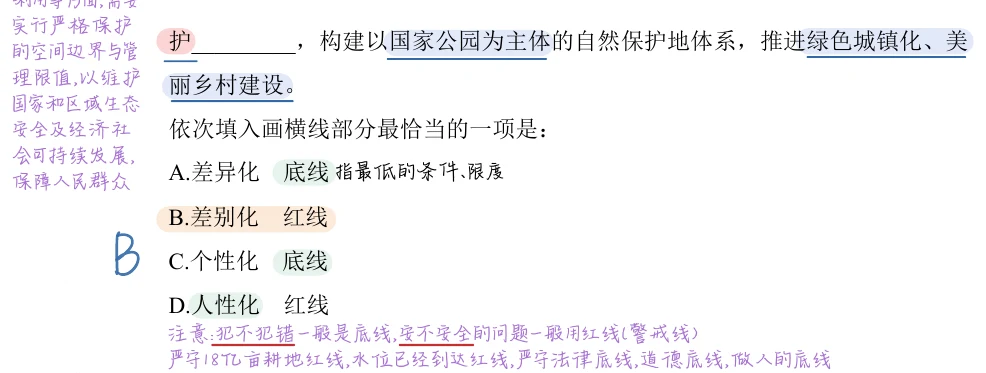 利用等方面,需要
实行严格保护
的空间边界与管
理限值,以维护
国家和区域生态
安全及经济社
会可持续发展,
保障人民群众
护_________，构建以国家公园为主体的自然保护地体系，推进绿色城镇化、美
丽乡村建设。
依次填入画横线部分最恰当的一项是：
A.差异化 底线 指最低的条件、限度
B.差别化 红线
B
C.个性化 底线
D.人性化 红线
注意:犯不犯错一般是底线,安不安全的问题一般用红线(警戒线)
严守18亿亩耕地红线,水位已经到达红线,严守法律底线,道德底线,做人的底线